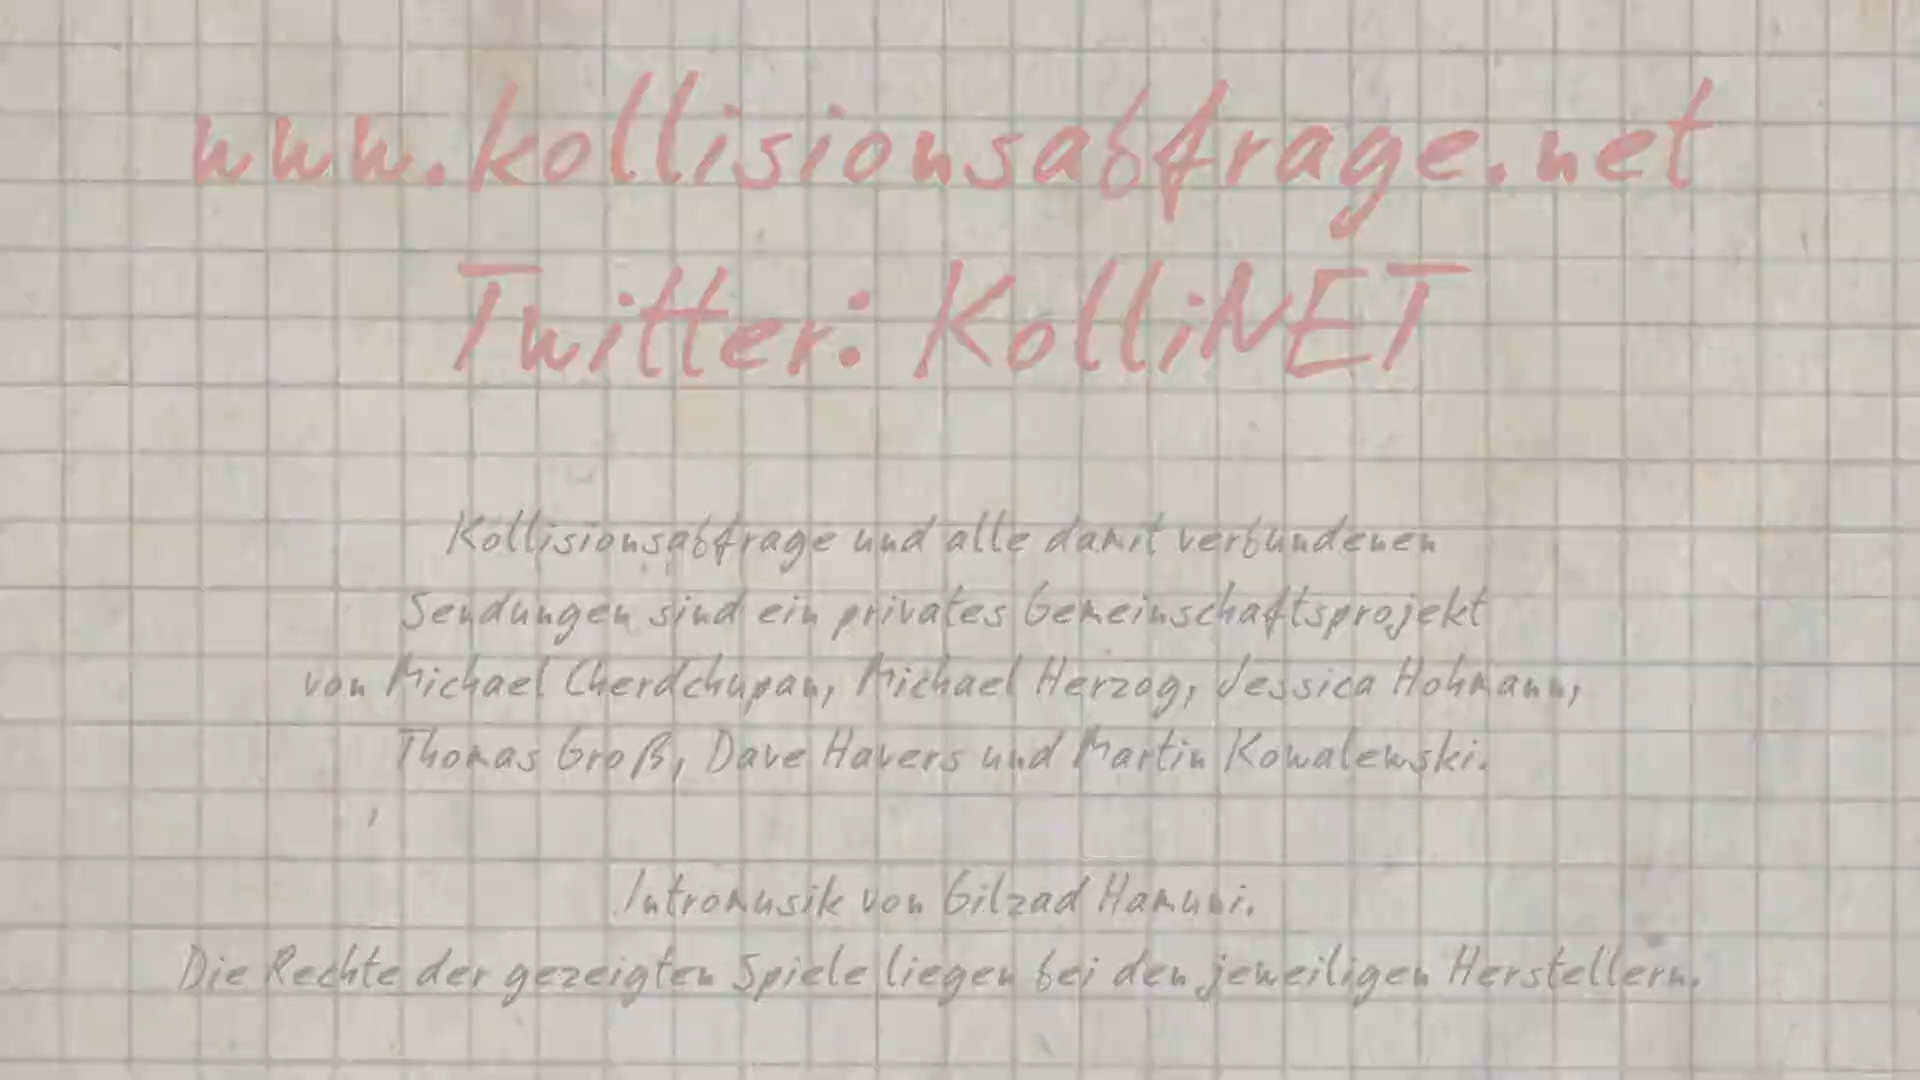 www.kollisionsabfrage.net
Twitter: KolliNET
Kollisionsabfrage und alle damit verbundenen
Sendungen sind ein privates Gemeinschaftsprojekt
von Michael Cherdchupan, Michael Herzog, Jessica Hohmann,
Thomas Groß, Dave Havers und Martin Kowalewski.
Intromusik von Gilzad Hamuni.
Die Rechte der gezeigten Spiele liegen bei den jeweiligen Herstellern.